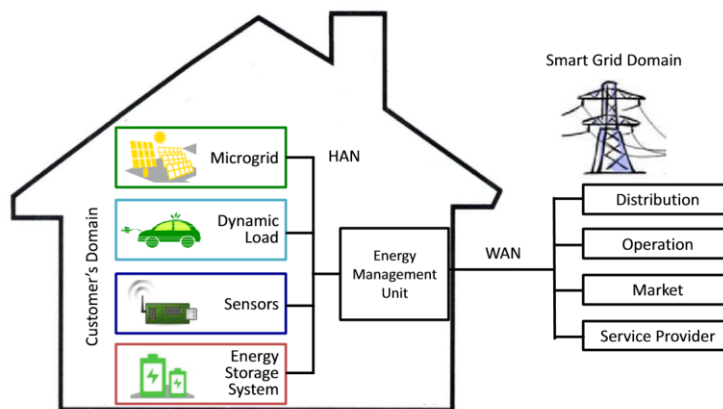 Smart Grid Domain
Customer's Domain
Microgrid
HAN
Dynamic
Load
Sensors
Energy
Storage
System
Energy
Management
Unit
WAN
Distribution
Operation
Market
Service Provider